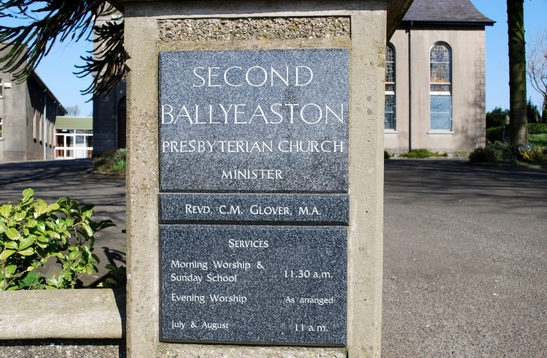 SECOND
BALLYEASTON
PRESBYTERIAN CHURCH
MINISTER
REVD. C.M. GLOVER, M.A.
SERVICES
Morning Worship &
Sunday School 11.30 a.m.
Evening Worship As arranged
July & August 11 a.m.